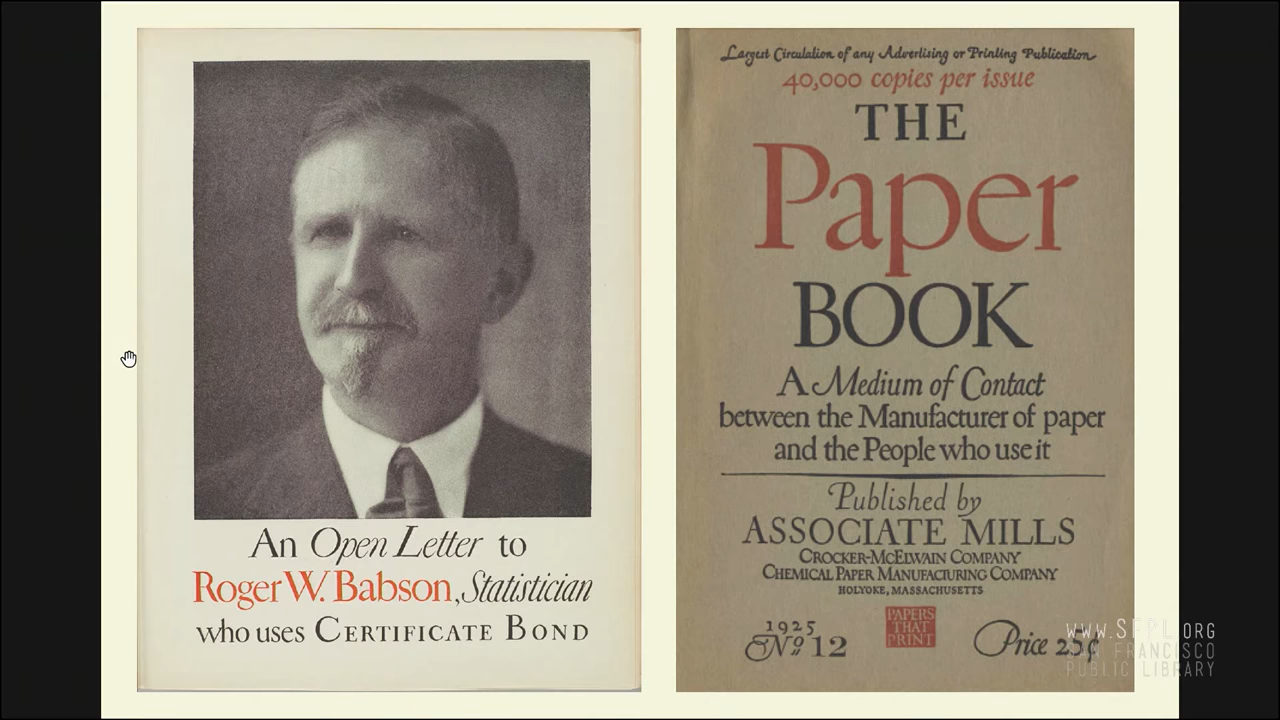 An Open Letter to
Roger W. Babson, Statistician
who uses CERTIFICATE BOND
Largest Circulation of any Advertising or Printing Publication
40,000 copies per issue
THE
Paper
BOOK
A Medium of Contact
between the Manufacturer of paper
and the People who use it
Published by
ASSOCIATE MILLS
CROCKER-McELWAIN COMPANY
CHEMICAL PAPER MANUFACTURING COMPANY
HOLYOKE, MASSACHUSETTS
1925
No 12
PAPERS
THAT
PRINT
Price 25¢
www.SFPL.org
SAN FRANCISCO
PUBLIC LIBRARY